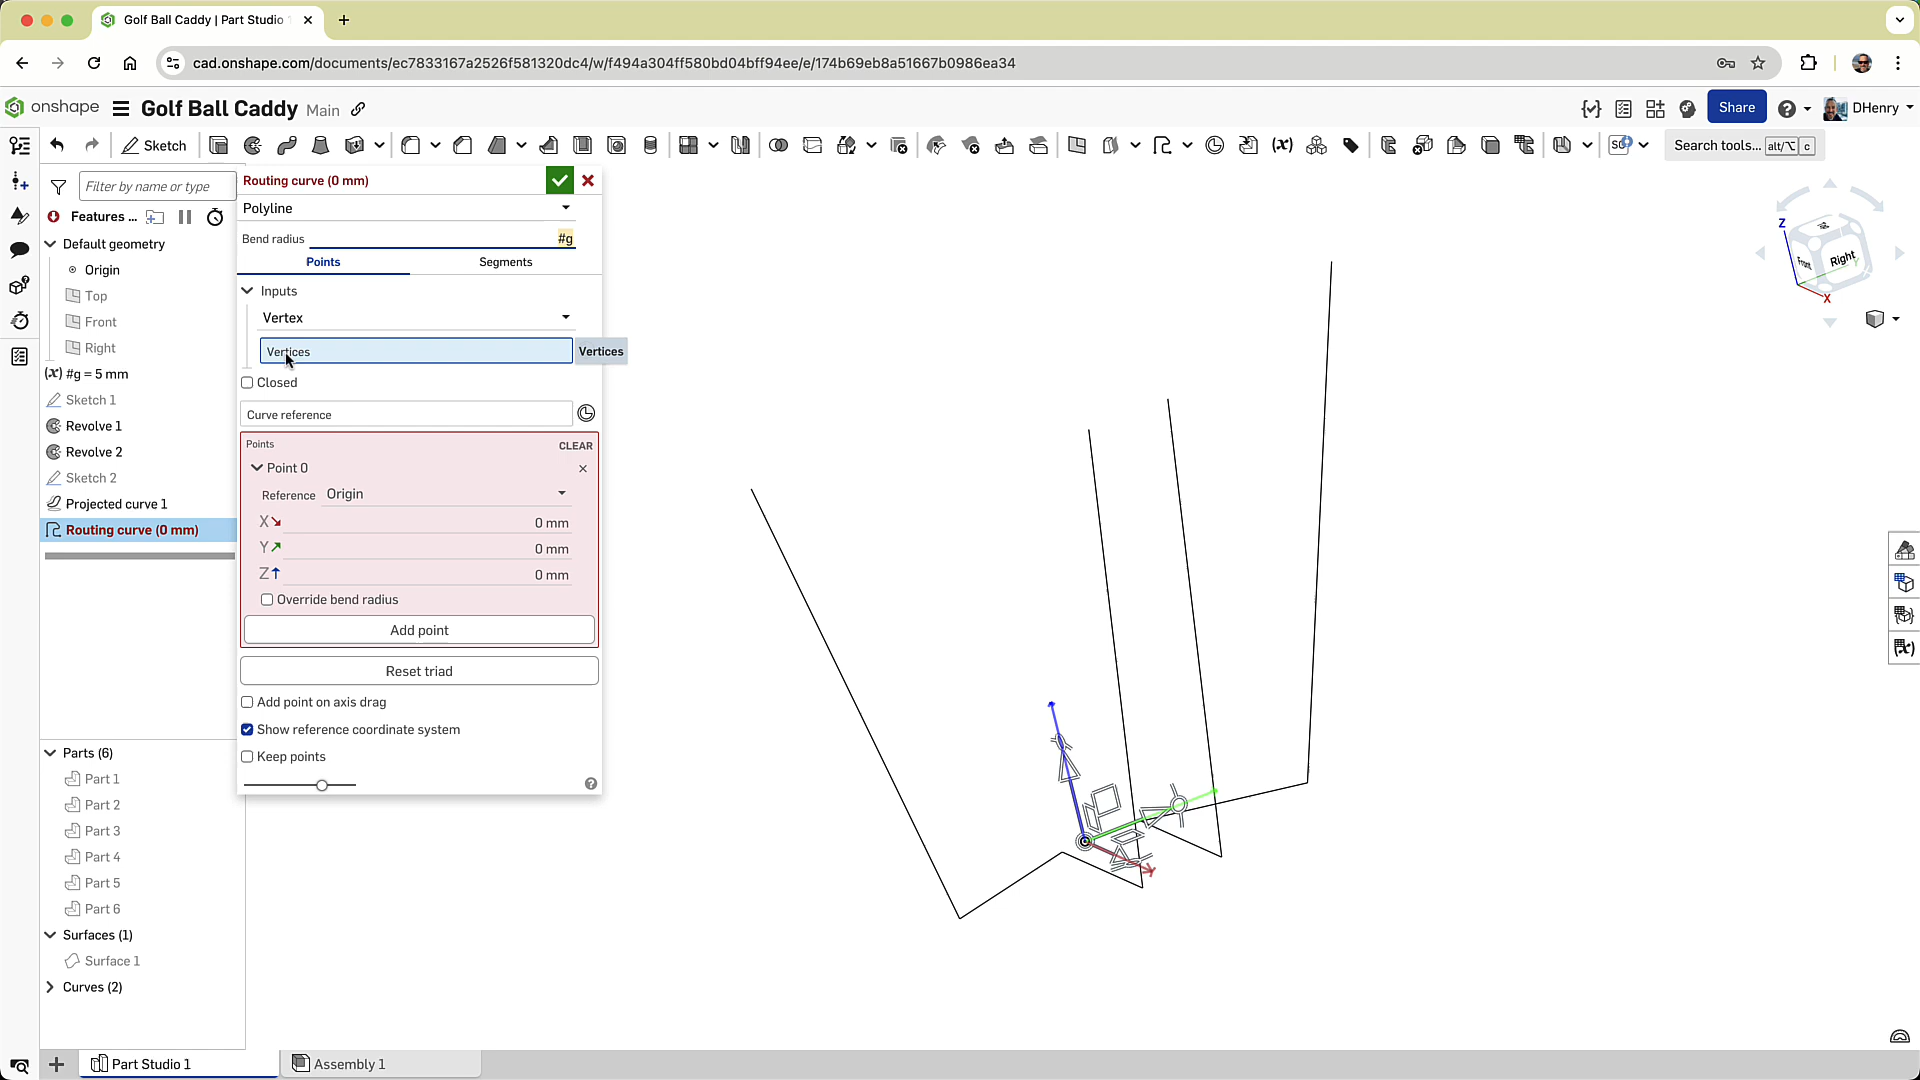 Golf Ball Caddy | Part Studio
cad.onshape.com/documents/ec7833167a2526f581320dc4/w/f494a304ff580bd04bff94ee/e/174b69eb8a51667b0986ea34
onshape
Golf Ball Caddy
Main
Share
DHenry
Sketch
Search tools...
alt/⌥
c
Filter by name or type
Features ...
Default geometry
Origin
Top
Front
Right
(x) #g = 5 mm
Sketch 1
Revolve 1
Revolve 2
Sketch 2
Projected curve 1
Routing curve (0 mm)
Parts (6)
Part 1
Part 2
Part 3
Part 4
Part 5
Part 6
Surfaces (1)
Surface 1
Curves (2)
Routing curve (0 mm)
Polyline
Bend radius
#g
Points
Segments
Inputs
Vertex
Vertices
Vertices
Closed
Curve reference
Points
CLEAR
Point 0
Reference
Origin
X
0 mm
Y
0 mm
Z
0 mm
Override bend radius
Add point
Reset triad
Add point on axis drag
Show reference coordinate system
Keep points
Z
Front
Right
X
Part Studio 1
Assembly 1